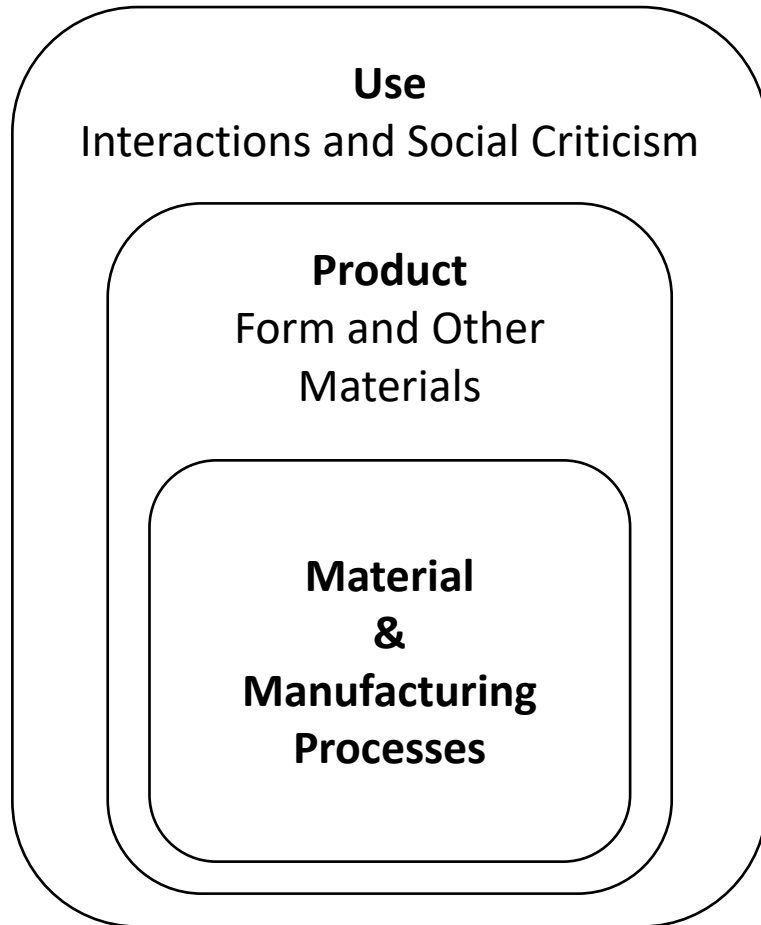 Use
Interactions and Social Criticism
Product
Form and Other
Materials
Material
&
Manufacturing
Processes